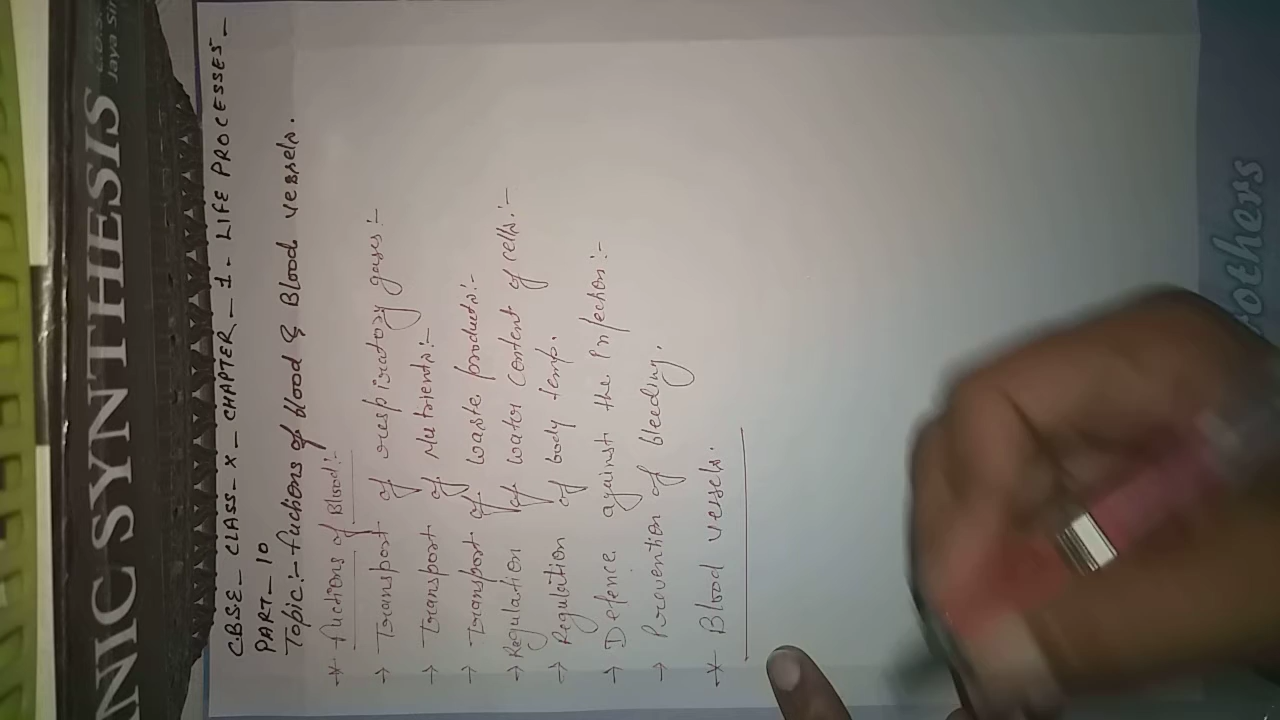 NIC SYNTHESIS
CBSE - CLASS - X - CHAPTER - 1 - LIFE PROCESSES -
PART - 10
Topic:- fuctions of blood & Blood vessels.
* fuctions of Blood:-
→ Transport of respiratory gases:-
→ Transport of Nutrients:-
→ Transport of waste products:-
→ Regulation of water content of cells:-
→ Regulation of body temp.
→ Defence against the Infection:-
→ Prevention of bleeding.
* Blood vessels.
others